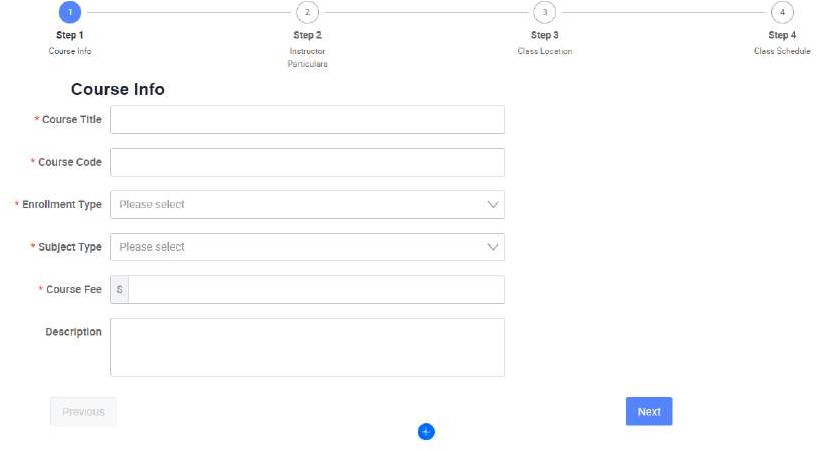 1 2 3 4
Step 1 Step 2 Step 3 Step 4
Course Info Instructor Class Location Class Schedule
Particulars
Course Info
* Course Title
* Course Code
* Enrollment Type Please select
* Subject Type Please select
* Course Fee $
Description
Previous Next
+